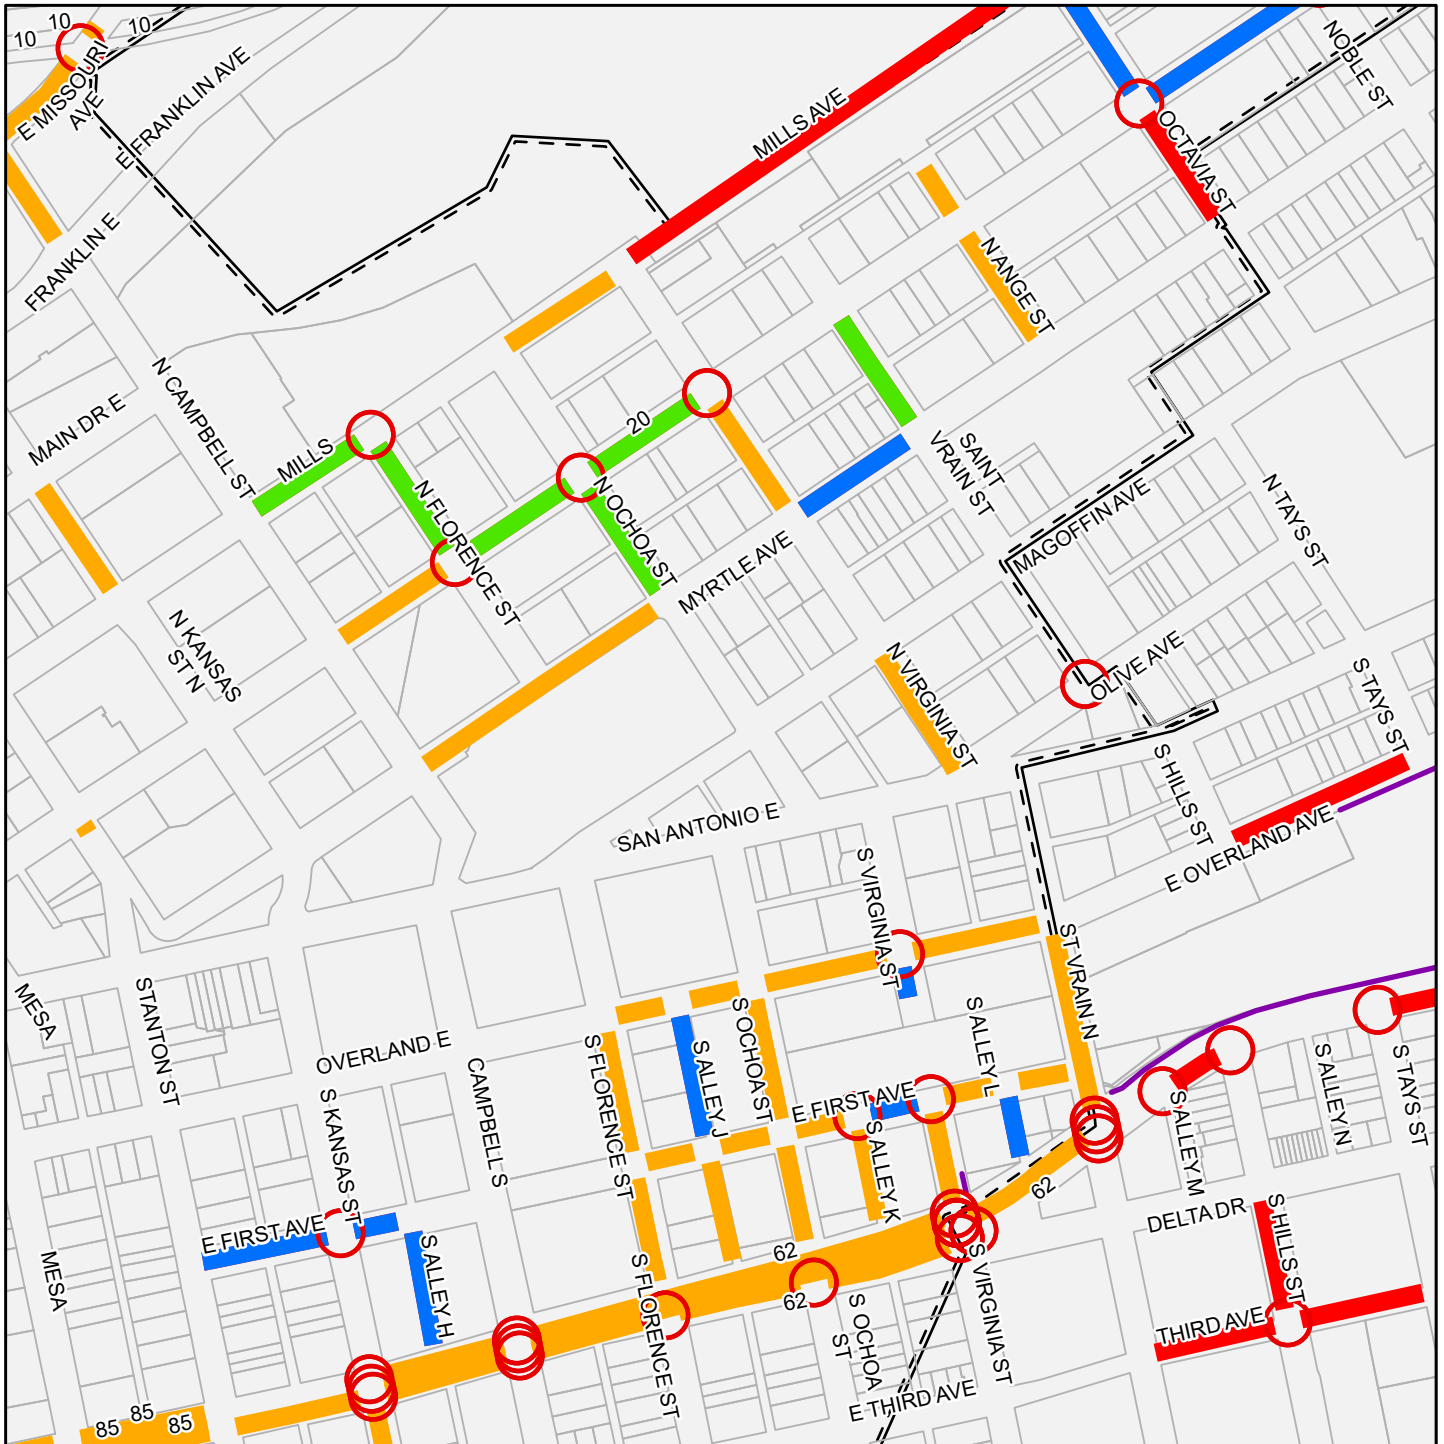 10
10
10
E MISSOURI
AVE
E FRANKLIN AVE
FRANKLIN E
MILLS AVE
OCTAVIA ST
NOBLE ST
N ANGE ST
MAIN DR E
N CAMPBELL ST
MILLS
20
N FLORENCE ST
N OCHOA ST
MYRTLE AVE
SAINT
VRAIN ST
MAGOFFIN AVE
N TAYS ST
N KANSAS
ST N
N VIRGINIA ST
OLIVE AVE
S TAYS ST
S HILLS ST
E OVERLAND AVE
SAN ANTONIO E
S VIRGINIA ST
ST VRAIN N
MESA
STANTON ST
OVERLAND E
S KANSAS ST
CAMPBELL S
S FLORENCE ST
S ALLEY J
S OCHOA ST
E FIRST AVE
S ALLEY L
S ALLEY K
S ALLEY M
S ALLEY N
S TAYS ST
62
DELTA DR
S HILLS ST
THIRD AVE
E FIRST AVE
S ALLEY H
MESA
62
62
S FLORENCE ST
S OCHOA
ST
S VIRGINIA ST
E THIRD AVE
85
85
85